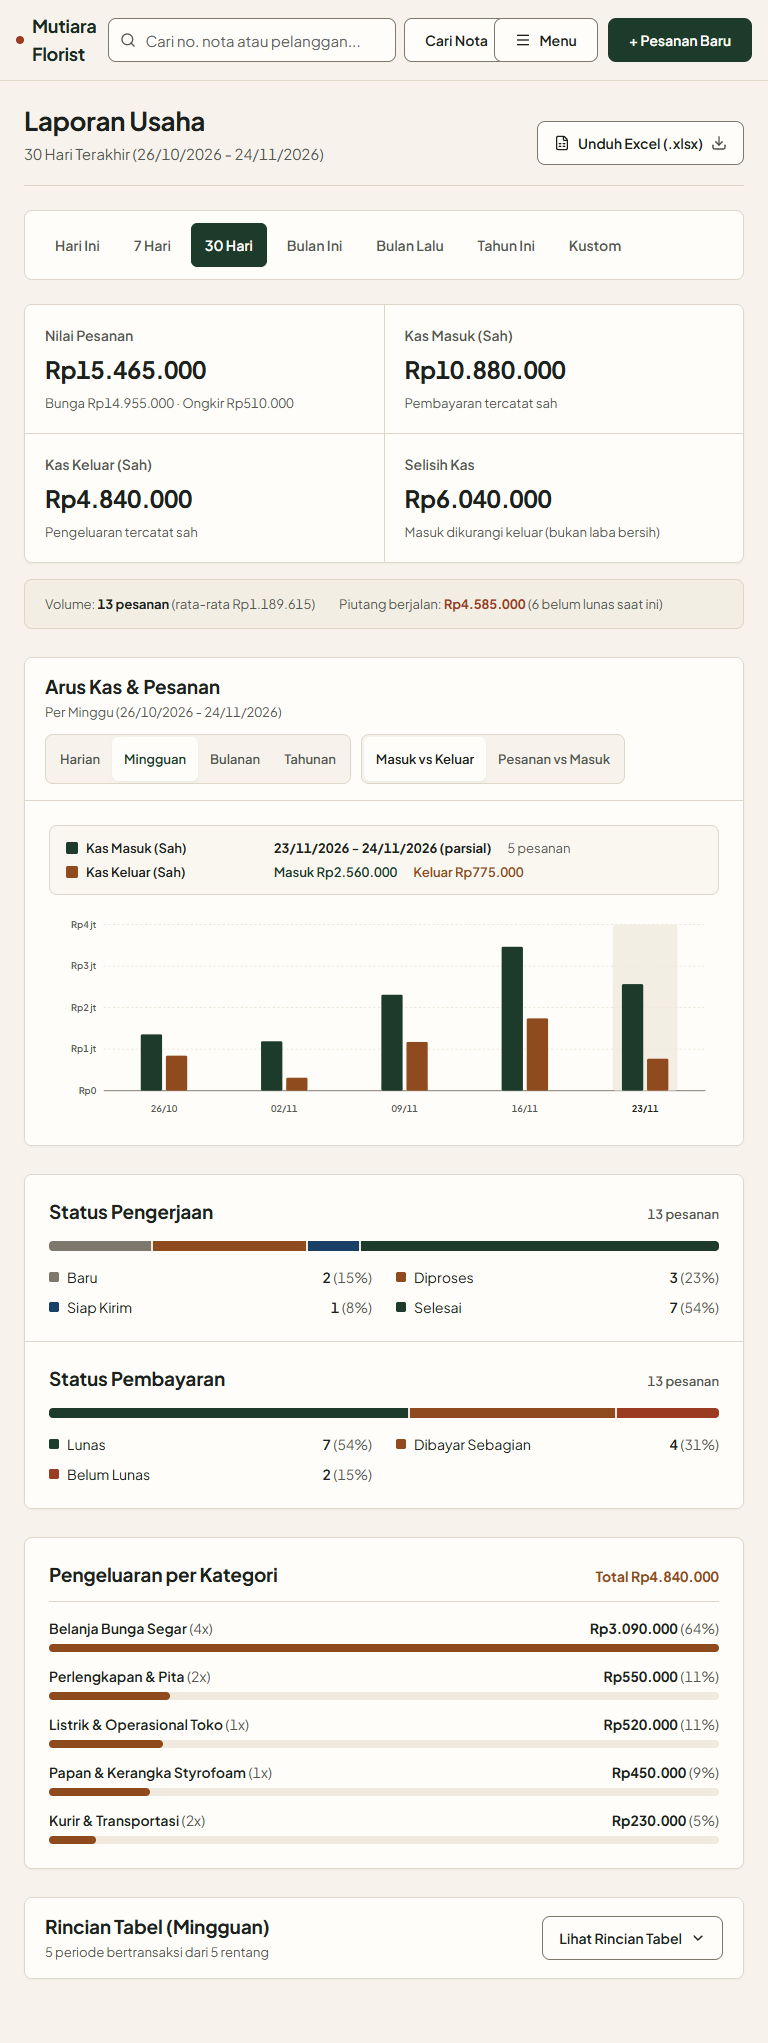 Mutiara
Florist
Cari no. nota atau pelanggan...
Cari Nota
Menu
+ Pesanan Baru
Laporan Usaha
30 Hari Terakhir (26/10/2026 - 24/11/2026)
Unduh Excel (.xlsx)
Hari Ini 7 Hari 30 Hari Bulan Ini Bulan Lalu Tahun Ini Kustom
Nilai Pesanan
Rp15.465.000
Bunga Rp14.955.000 · Ongkir Rp510.000
Kas Masuk (Sah)
Rp10.880.000
Pembayaran tercatat sah
Kas Keluar (Sah)
Rp4.840.000
Pengeluaran tercatat sah
Selisih Kas
Rp6.040.000
Masuk dikurangi keluar (bukan laba bersih)
Volume: 13 pesanan (rata-rata Rp1.189.615) Piutang berjalan: Rp4.585.000 (6 belum lunas saat ini)
Arus Kas & Pesanan
Per Minggu (26/10/2026 - 24/11/2026)
Harian Mingguan Bulanan Tahunan Masuk vs Keluar Pesanan vs Masuk
Kas Masuk (Sah)
Kas Keluar (Sah)
23/11/2026 – 24/11/2026 (parsial) 5 pesanan
Masuk Rp2.560.000 Keluar Rp775.000
Rp4 jt
Rp3 jt
Rp2 jt
Rp1 jt
Rp0
26/10 02/11 09/11 16/11 23/11
Status Pengerjaan 13 pesanan
Baru 2 (15%) Diproses 3 (23%)
Siap Kirim 1 (8%) Selesai 7 (54%)
Status Pembayaran 13 pesanan
Lunas 7 (54%) Dibayar Sebagian 4 (31%)
Belum Lunas 2 (15%)
Pengeluaran per Kategori Total Rp4.840.000
Belanja Bunga Segar (4x) Rp3.090.000 (64%)
Perlengkapan & Pita (2x) Rp550.000 (11%)
Listrik & Operasional Toko (1x) Rp520.000 (11%)
Papan & Kerangka Styrofoam (1x) Rp450.000 (9%)
Kurir & Transportasi (2x) Rp230.000 (5%)
Rincian Tabel (Mingguan)
5 periode bertransaksi dari 5 rentang
Lihat Rincian Tabel